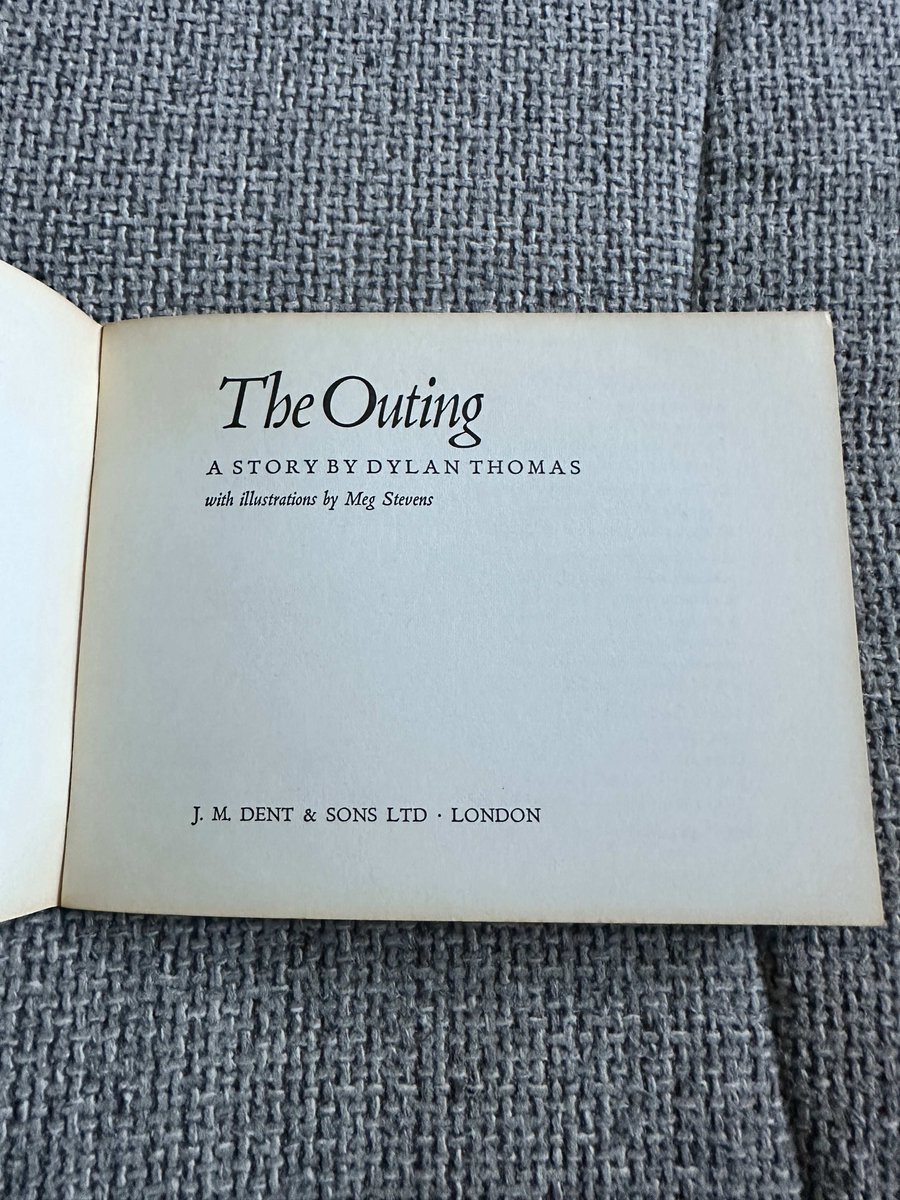 The Outing
A STORY BY DYLAN THOMAS
with illustrations by Meg Stevens
J. M. DENT & SONS LTD · LONDON